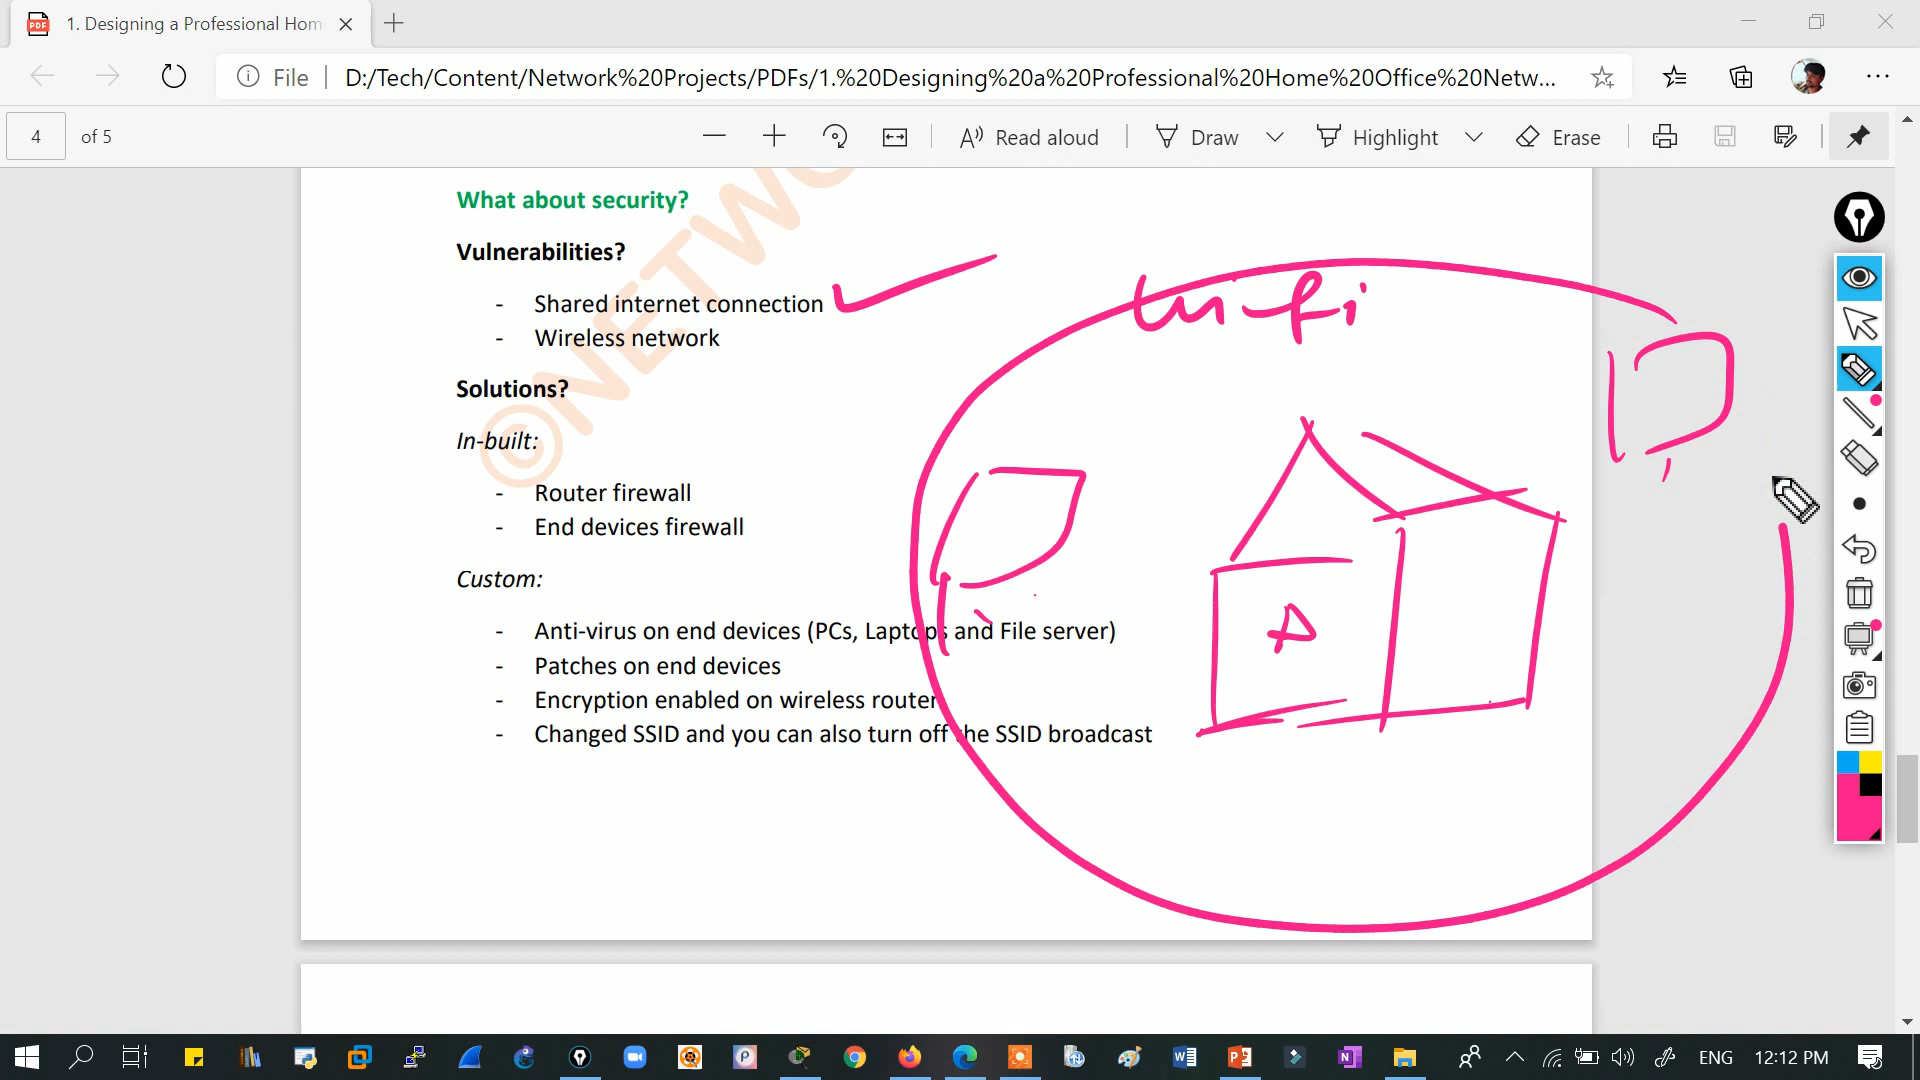 1. Designing a Professional Hom
File
D:/Tech/Content/Network%20Projects/PDFs/1.%20Designing%20a%20Professional%20Home%20Office%20Netw...
4 of 5
Read aloud
Draw
Highlight
Erase
What about security?
Vulnerabilities?
- Shared internet connection
- Wireless network
Solutions?
In-built:
- Router firewall
- End devices firewall
Custom:
- Anti-virus on end devices (PCs, Laptops and File server)
- Patches on end devices
- Encryption enabled on wireless router
- Changed SSID and you can also turn off the SSID broadcast
©NETWO
Wi-fi
ENG
12:12 PM